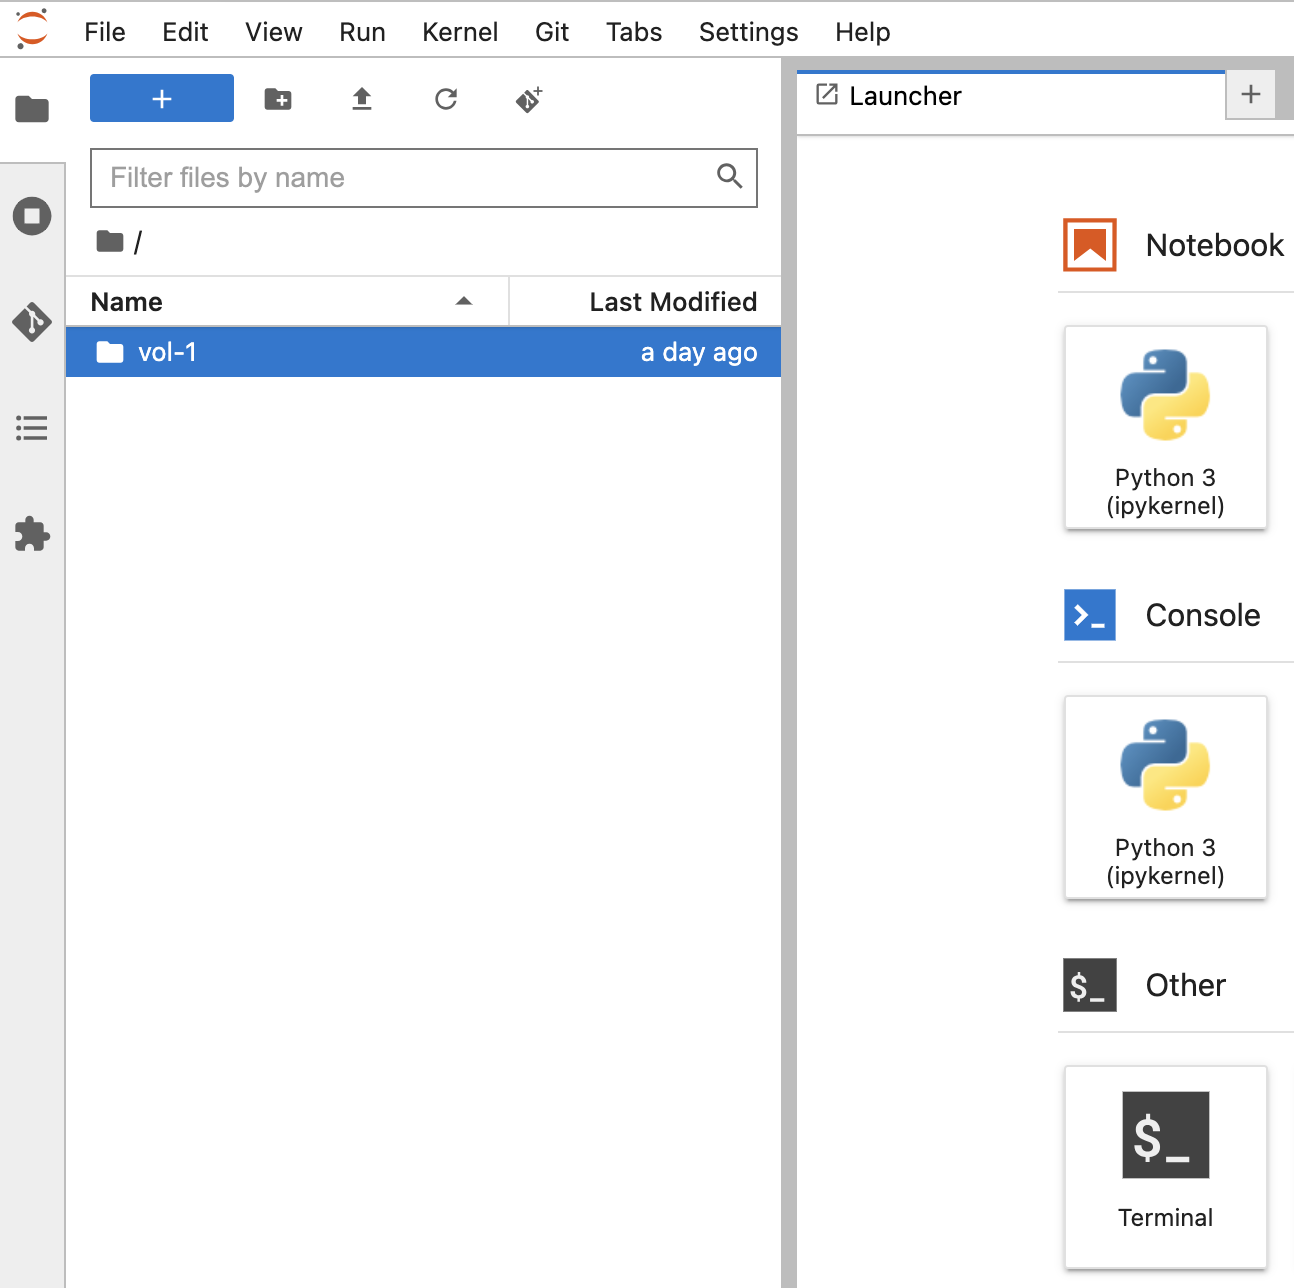 File Edit View Run Kernel Git Tabs Settings Help
Launcher
Filter files by name
/
Name Last Modified
vol-1 a day ago
Notebook
Python 3
(ipykernel)
Console
Python 3
(ipykernel)
$_ Other
$_
Terminal